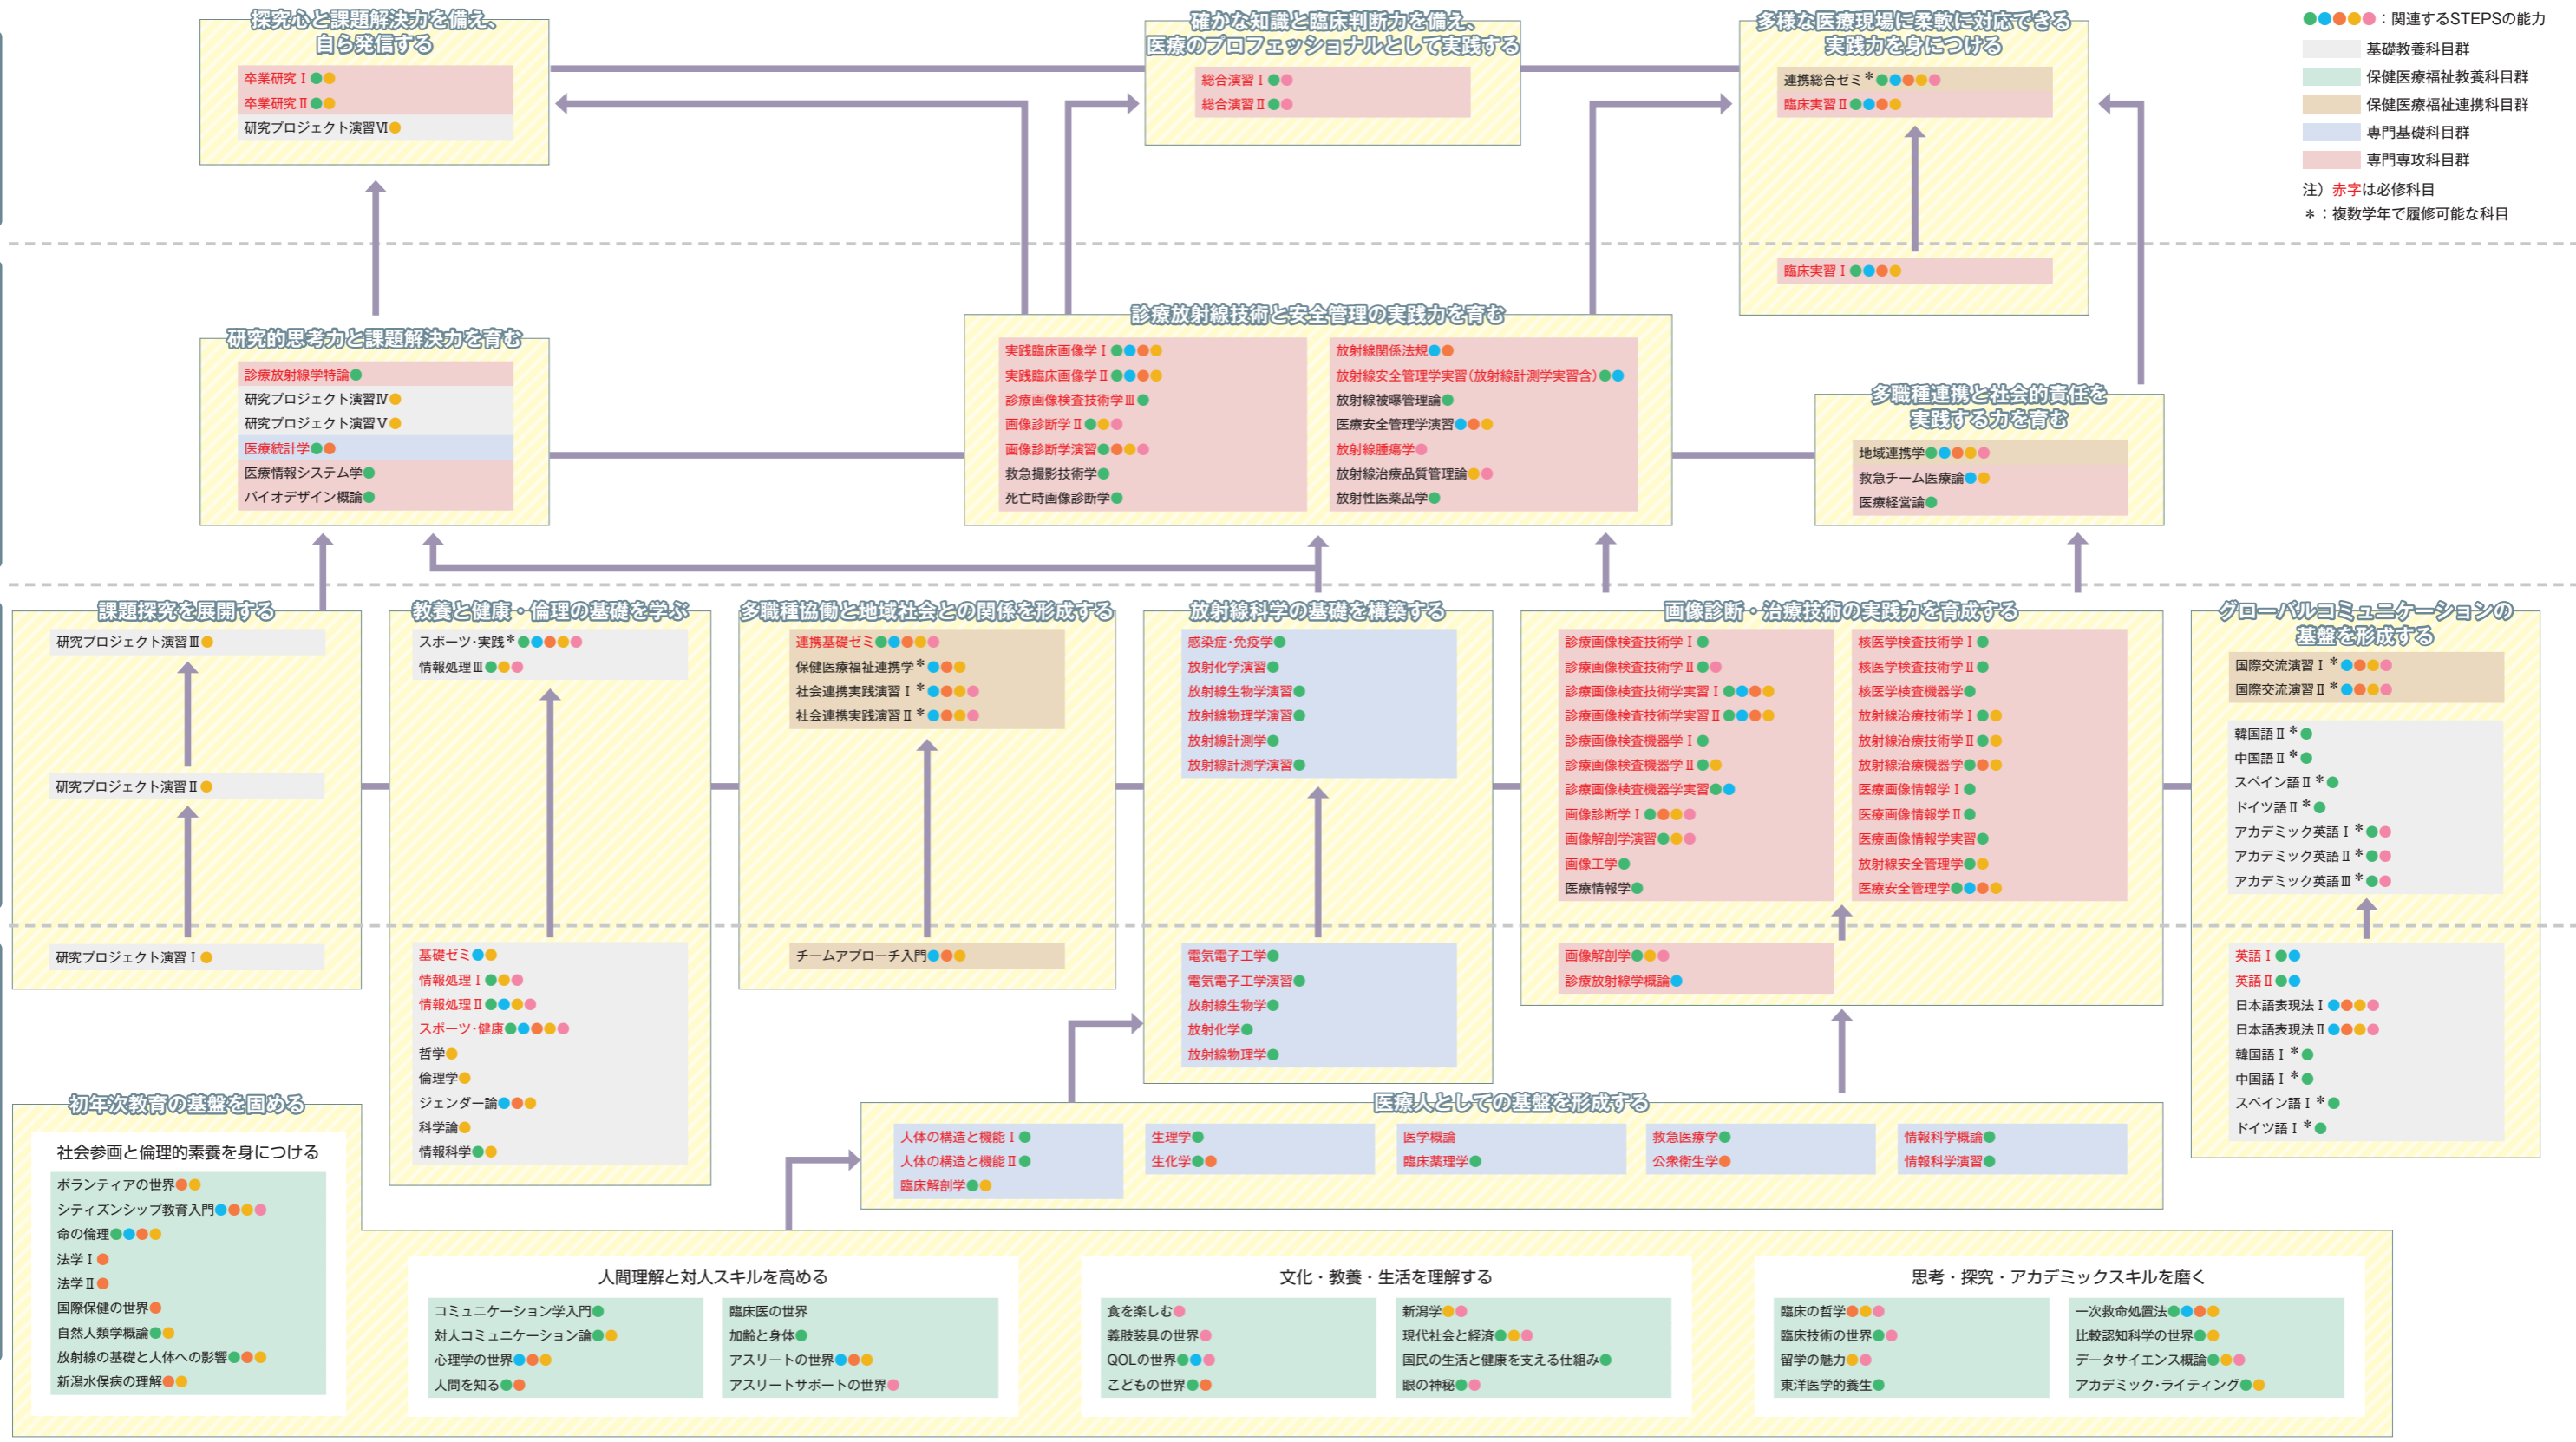 探究心と課題解決力を備え、
自ら発信する
卒業研究Ⅰ
卒業研究Ⅱ
研究プロジェクト演習Ⅵ
確かな知識と臨床判断力を備え、
医療のプロフェッショナルとして実践する
総合演習Ⅰ
総合演習Ⅱ
多様な医療現場に柔軟に対応できる
実践力を身につける
連携総合ゼミ*
臨床実習Ⅱ
臨床実習Ⅰ
：関連するSTEPSの能力
基礎教養科目群
保健医療福祉教養科目群
保健医療福祉連携科目群
専門基礎科目群
専門専攻科目群
注）赤字は必修科目
*：複数学年で履修可能な科目
研究的思考力と課題解決力を育む
診療放射線学特論
研究プロジェクト演習Ⅳ
研究プロジェクト演習Ⅴ
医療統計学
医療情報システム学
バイオデザイン概論
診療放射線技術と安全管理の実践力を育む
実践臨床画像学Ⅰ
実践臨床画像学Ⅱ
診療画像検査技術学Ⅲ
画像診断学Ⅱ
画像診断学演習
救急撮影技術学
死亡時画像診断学
放射線関係法規
放射線安全管理学実習（放射線計測学実習含）
放射線被曝管理論
医療安全管理学演習
放射線腫瘍学
放射線治療品質管理論
放射性医薬品学
多職種連携と社会的責任を
実践する力を育む
地域連携学
救急チーム医療論
医療経営論
課題探究を展開する
研究プロジェクト演習Ⅲ
研究プロジェクト演習Ⅱ
研究プロジェクト演習Ⅰ
教養と健康・倫理の基礎を学ぶ
スポーツ・実践*
情報処理Ⅲ
基礎ゼミ
情報処理Ⅰ
情報処理Ⅱ
スポーツ・健康
哲学
倫理学
ジェンダー論
科学論
情報科学
多職種協働と地域社会との関係を形成する
連携基礎ゼミ
保健医療福祉連携学*
社会連携実践演習Ⅰ*
社会連携実践演習Ⅱ*
チームアプローチ入門
放射線科学の基礎を構築する
感染症・免疫学
放射化学演習
放射線生物学演習
放射線物理学演習
放射線計測学
放射線計測学演習
電気電子工学
電気電子工学演習
放射線生物学
放射化学
放射線物理学
画像診断・治療技術の実践力を育成する
診療画像検査技術学Ⅰ
診療画像検査技術学Ⅱ
診療画像検査技術学実習Ⅰ
診療画像検査技術学実習Ⅱ
診療画像検査機器学Ⅰ
診療画像検査機器学Ⅱ
診療画像検査機器学実習
画像診断学Ⅰ
画像解剖学演習
画像工学
医療情報学
核医学検査技術学Ⅰ
核医学検査技術学Ⅱ
核医学検査機器学
放射線治療技術学Ⅰ
放射線治療技術学Ⅱ
放射線治療機器学
医療画像情報学Ⅰ
医療画像情報学Ⅱ
医療画像情報学実習
放射線安全管理学
医療安全管理学
画像解剖学
診療放射線学概論
グローバルコミュニケーションの
基盤を形成する
国際交流演習Ⅰ*
国際交流演習Ⅱ*
韓国語Ⅱ*
中国語Ⅱ*
スペイン語Ⅱ*
ドイツ語Ⅱ*
アカデミック英語Ⅰ*
アカデミック英語Ⅱ*
アカデミック英語Ⅲ*
英語Ⅰ
英語Ⅱ
日本語表現法Ⅰ
日本語表現法Ⅱ
韓国語Ⅰ*
中国語Ⅰ*
スペイン語Ⅰ*
ドイツ語Ⅰ*
医療人としての基盤を形成する
人体の構造と機能Ⅰ
人体の構造と機能Ⅱ
臨床解剖学
生理学
生化学
医学概論
臨床薬理学
救急医療学
公衆衛生学
情報科学概論
情報科学演習
初年次教育の基盤を固める
社会参画と倫理的素養を身につける
ボランティアの世界
シティズンシップ教育入門
命の倫理
法学Ⅰ
法学Ⅱ
国際保健の世界
自然人類学概論
放射線の基礎と人体への影響
新潟水俣病の理解
人間理解と対人スキルを高める
コミュニケーション学入門
対人コミュニケーション論
心理学の世界
人間を知る
臨床医の世界
加齢と身体
アスリートの世界
アスリートサポートの世界
文化・教養・生活を理解する
食を楽しむ
義肢装具の世界
QOLの世界
こどもの世界
新潟学
現代社会と経済
国民の生活と健康を支える仕組み
眼の神秘
思考・探究・アカデミックスキルを磨く
臨床の哲学
臨床技術の世界
留学の魅力
東洋医学的養生
一次救命処置法
比較認知科学の世界
データサイエンス概論
アカデミック・ライティング